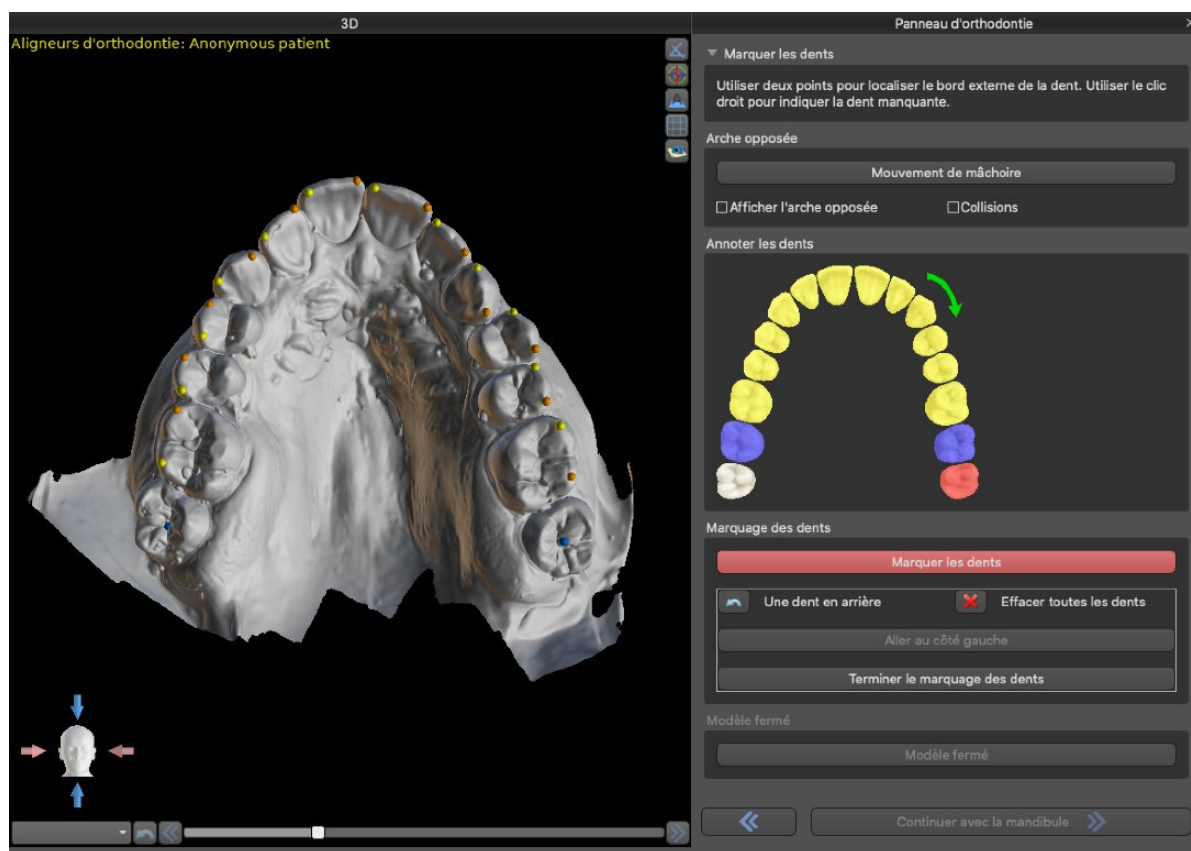 3D
Panneau d'orthodontie
Aligneurs d'orthodontie: Anonymous patient
Marquer les dents
Utiliser deux points pour localiser le bord externe de la dent. Utiliser le clic
droit pour indiquer la dent manquante.
Arche opposée
Mouvement de mâchoire
Afficher l'arche opposée
Collisions
Annoter les dents
Marquage des dents
Marquer les dents
Une dent en arrière
Effacer toutes les dents
Aller au côté gauche
Terminer le marquage des dents
Modèle fermé
Modèle fermé
Continuer avec la mandibule